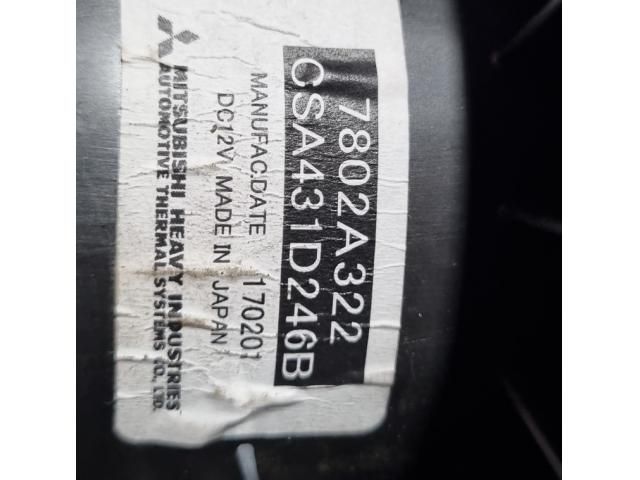 7802A322
CSA431D246B
MANUFAC.DATE 170201
DC12V MADE IN JAPAN
MITSUBISHI HEAVY INDUSTRIES
AUTOMOTIVE THERMAL SYSTEMS CO., LTD.